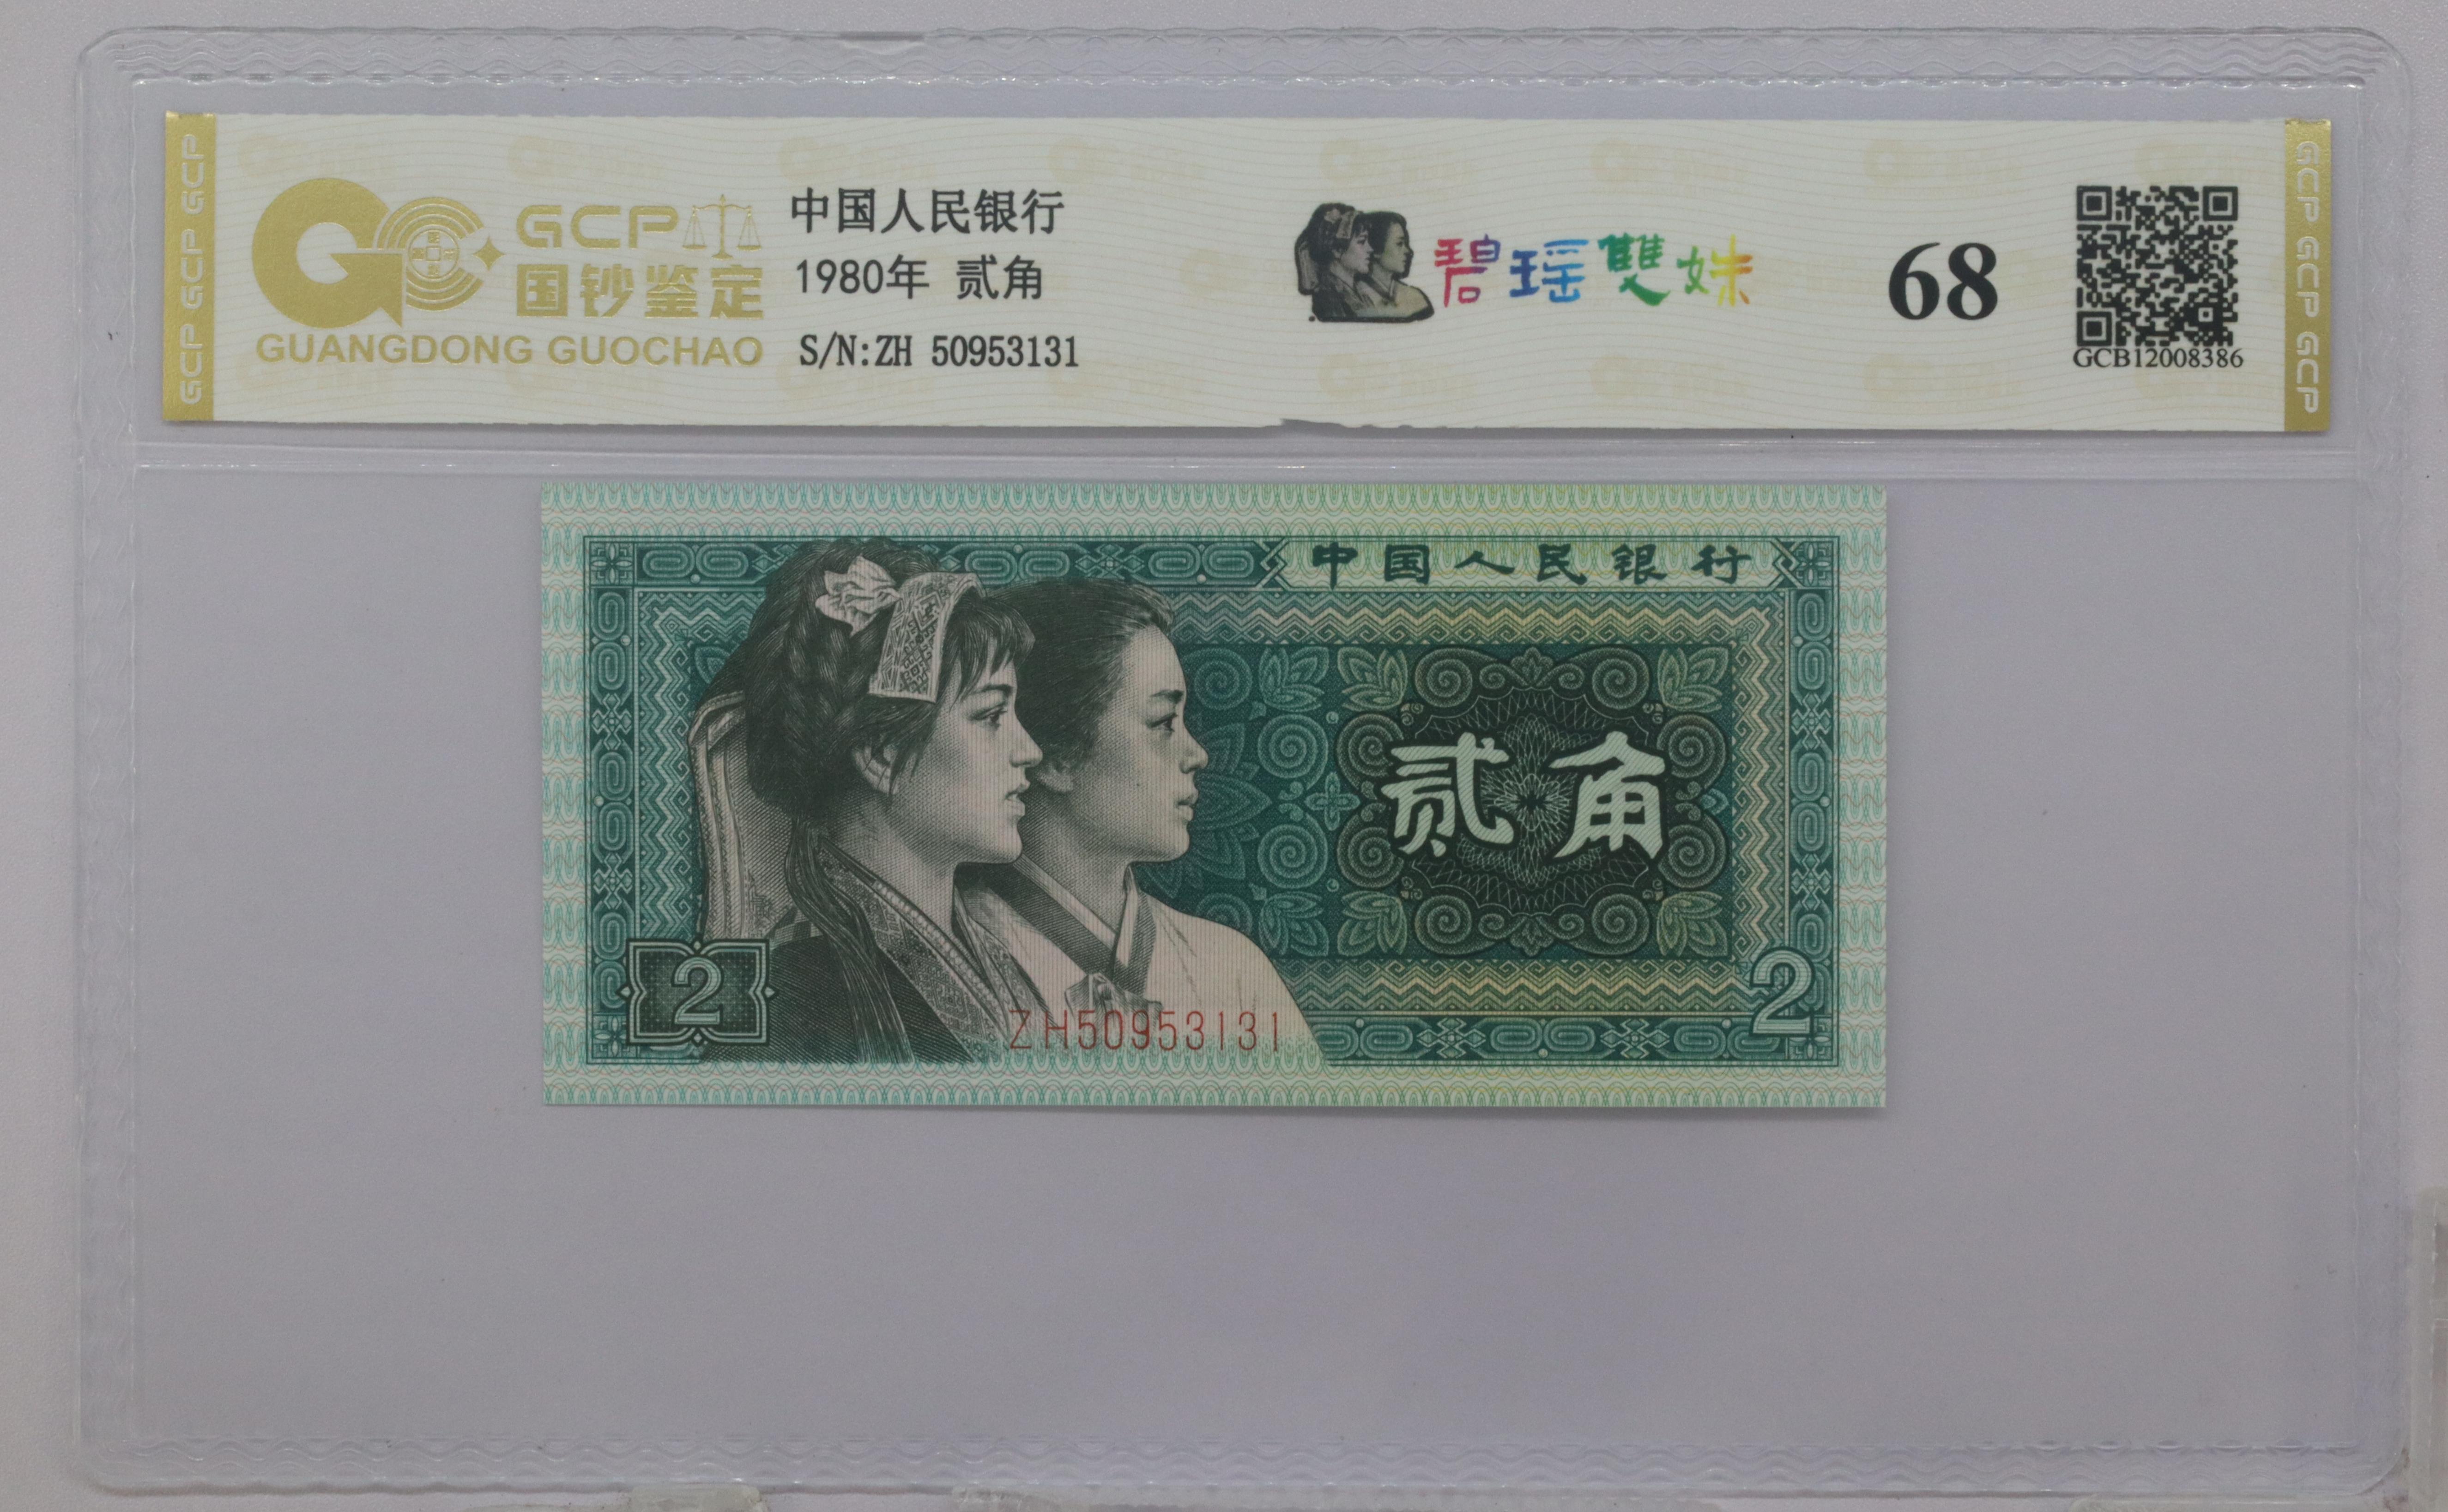 GCP GCP GCP
GCP
国钞鉴定
GUANGDONG GUOCHAO
中国人民银行
1980年 贰角
S/N:ZH 50953131
碧瑶雙姝
68
GCB12008386
GCP GCP GCP
中国人民银行
贰角
2
2
ZH50953131